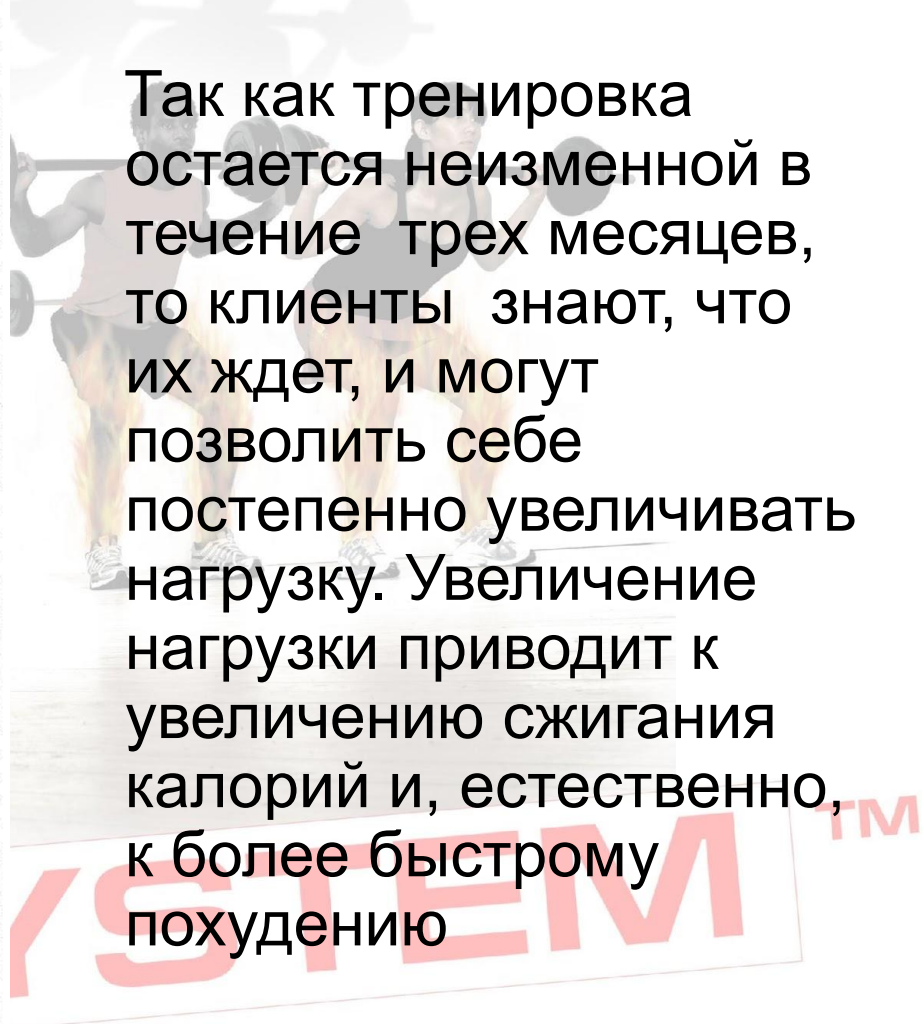 Так как тренировка
остается неизменной в
течение  трех месяцев,
то клиенты  знают, что
их ждет, и могут
позволить себе
постепенно увеличивать
нагрузку. Увеличение
нагрузки приводит к
увеличению сжигания
калорий и, естественно,
к более быстрому
похудению
YSTEM™